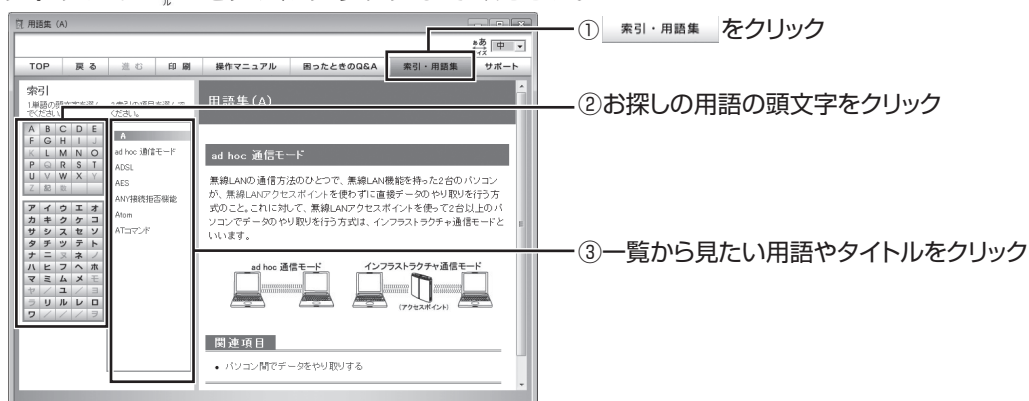 用語集 (A)
中
TOP 戻る 進む 印刷 操作マニュアル 困ったときのQ&A 索引・用語集 サポート
① 索引・用語集 をクリック
索引
用語集(A)
②お探しの用語の頭文字をクリック
A B C D E
F G H I J
K L M N O
P Q R S T
U V W X Y
Z 記 数
ア イ ウ エ オ
カ キ ク ケ コ
サ シ ス セ ソ
タ チ ツ テ ト
ナ ニ ヌ ネ ノ
ハ ヒ フ ヘ ホ
マ ミ ム メ モ
ヤ / ユ / ヨ
ラ リ ル レ ロ
ワ / / / ヲ
A
ad hoc 通信モード
ADSL
AES
ANY接続拒否機能
Atom
ATコマンド
ad hoc 通信モード
無線LANの通信方法のひとつで、無線LAN機能を持った2台のパソコン
が、無線LANアクセスポイントを使わずに直接データのやり取りを行う方
式のこと。これに対して、無線LANアクセスポイントを使って2台以上のパ
ソコンでデータのやり取りを行う方式は、インフラストラクチャ通信モードと
いいます。
③一覧から見たい用語やタイトルをクリック
ad hoc 通信モード インフラストラクチャ通信モード
(アクセスポイント)
関連項目
• パソコン間でデータをやり取りする